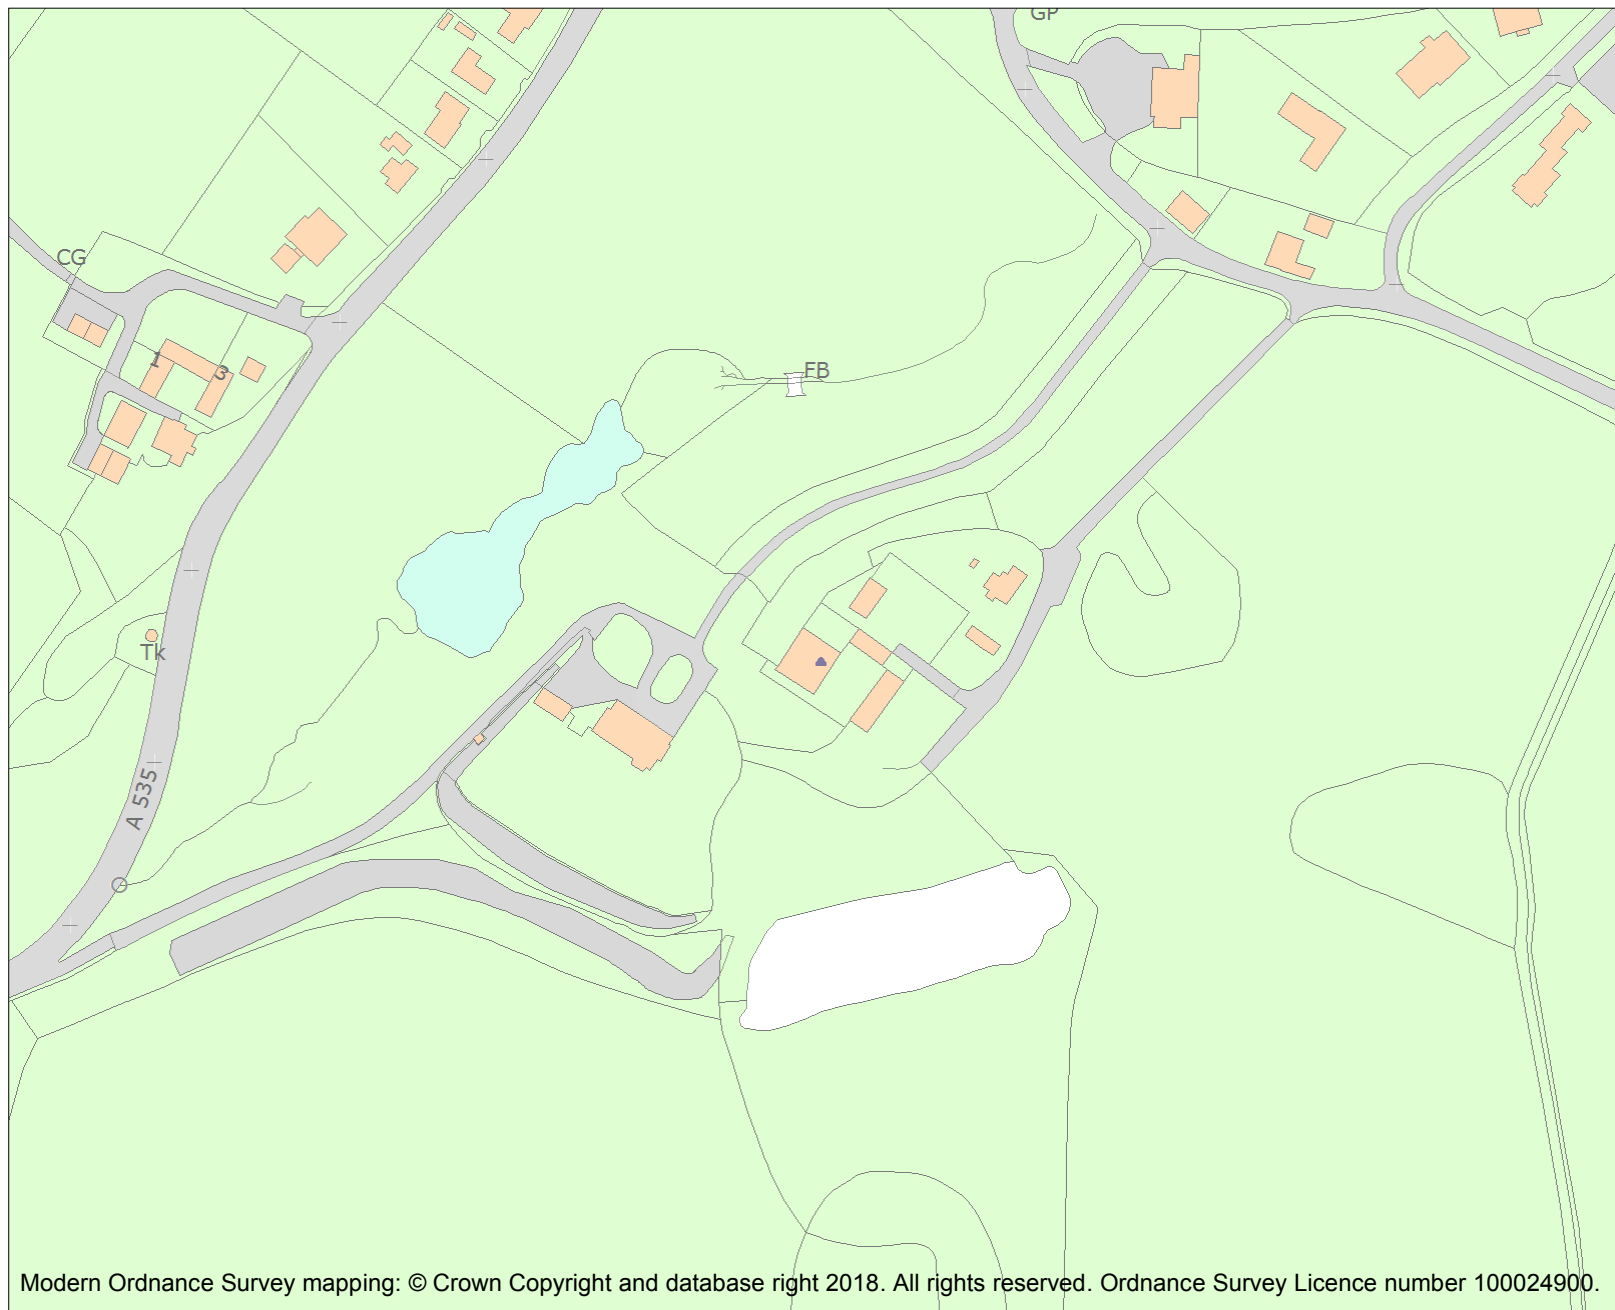 GP
CG
1
3
FB
Tk
A 535
Modern Ordnance Survey mapping: © Crown Copyright and database right 2018. All rights reserved. Ordnance Survey Licence number 100024900.